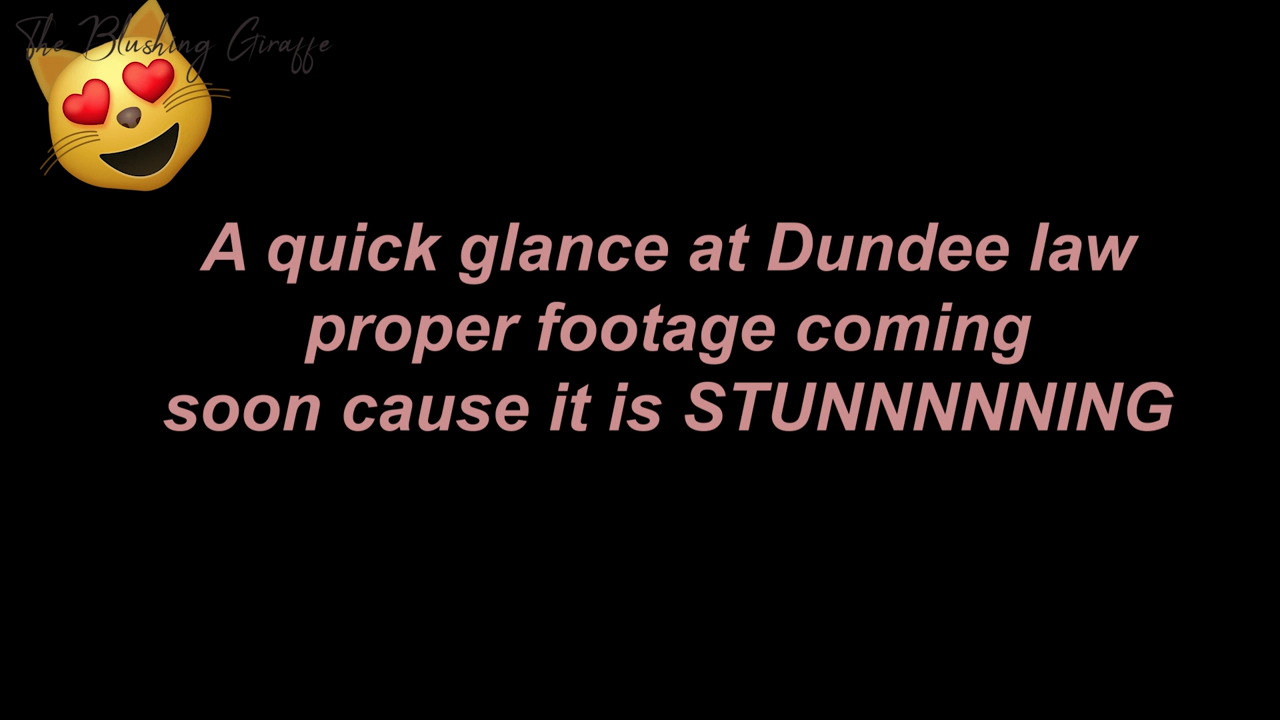 The Blushing Giraffe
A quick glance at Dundee law
proper footage coming
soon cause it is STUNNNNNING